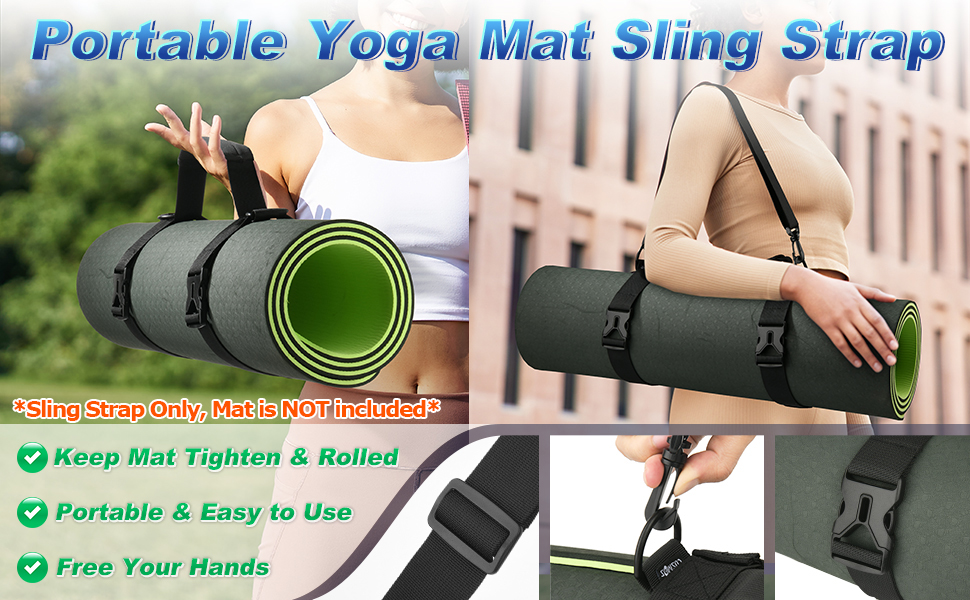 Portable Yoga Mat Sling Strap
*Sling Strap Only, Mat is NOT included*
Keep Mat Tighten & Rolled
Portable & Easy to Use
Free Your Hands